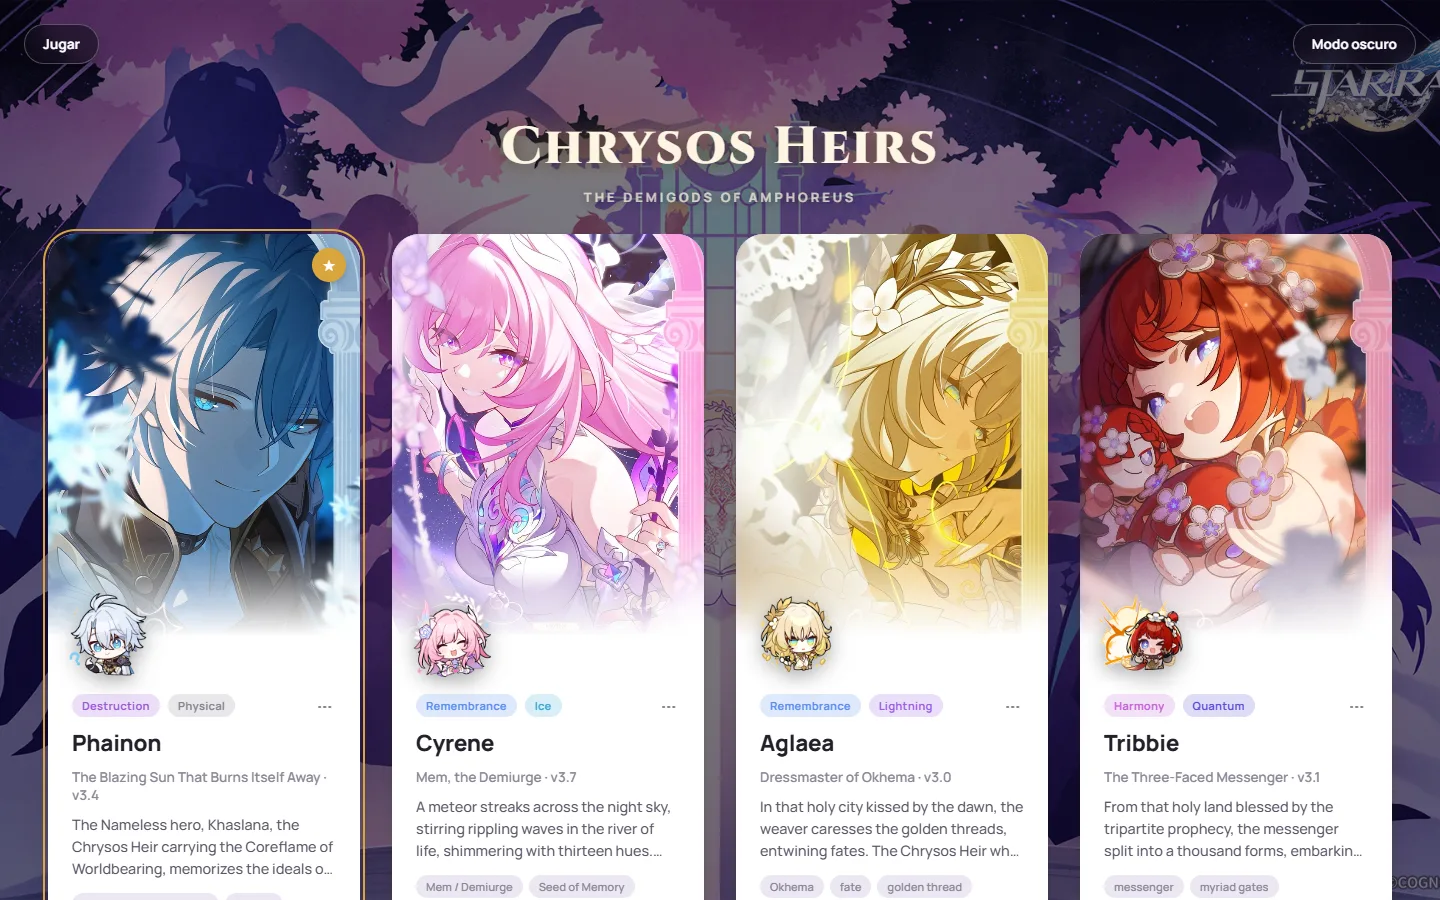 Jugar
Modo oscuro
CHRYSOS HEIRS
THE DEMIGODS OF AMPHOREUS
Destruction
Physical
Phainon
The Blazing Sun That Burns Itself Away ·
v3.4
The Nameless hero, Khaslana, the
Chrysos Heir carrying the Coreflame of
Worldbearing, memorizes the ideals o...
Remembrance
Ice
Cyrene
Mem, the Demiurge · v3.7
A meteor streaks across the night sky,
stirring rippling waves in the river of
life, shimmering with thirteen hues....
Mem / Demiurge
Seed of Memory
Remembrance
Lightning
Aglaea
Dressmaster of Okhema · v3.0
In that holy city kissed by the dawn, the
weaver caresses the golden threads,
entwining fates. The Chrysos Heir wh...
Okhema
fate
golden thread
Harmony
Quantum
Tribbie
The Three-Faced Messenger · v3.1
From that holy land blessed by the
tripartite prophecy, the messenger
split into a thousand forms, embarkin...
messenger
myriad gates
©COGN